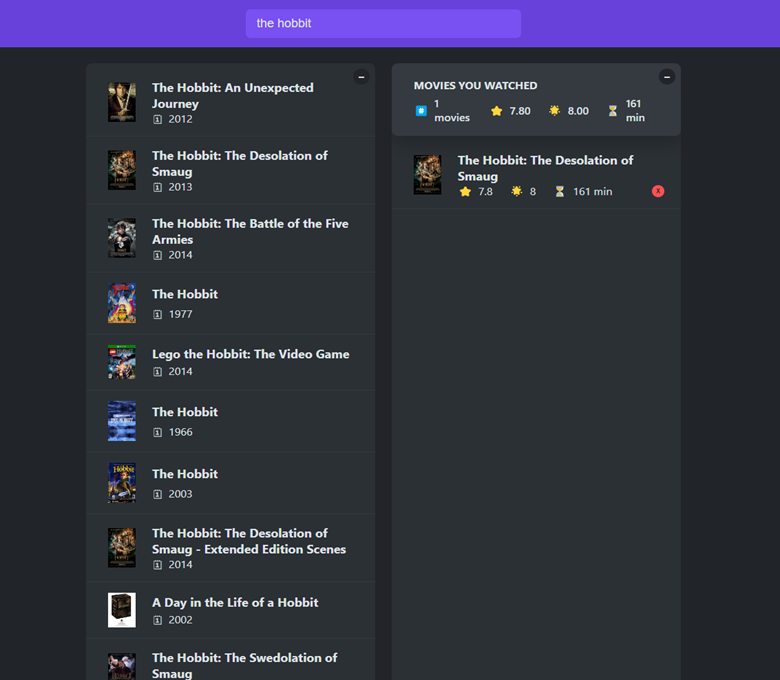 the hobbit
The Hobbit: An Unexpected
Journey
2012
The Hobbit: The Desolation of
Smaug
2013
The Hobbit: The Battle of the Five
Armies
2014
The Hobbit
1977
Lego the Hobbit: The Video Game
2014
The Hobbit
1966
The Hobbit
2003
The Hobbit: The Desolation of
Smaug - Extended Edition Scenes
2014
A Day in the Life of a Hobbit
2002
The Hobbit: The Swedolation of
Smaug
MOVIES YOU WATCHED
# 1 movies 7.80 8.00 161 min
The Hobbit: The Desolation of
Smaug
7.8 8 161 min X